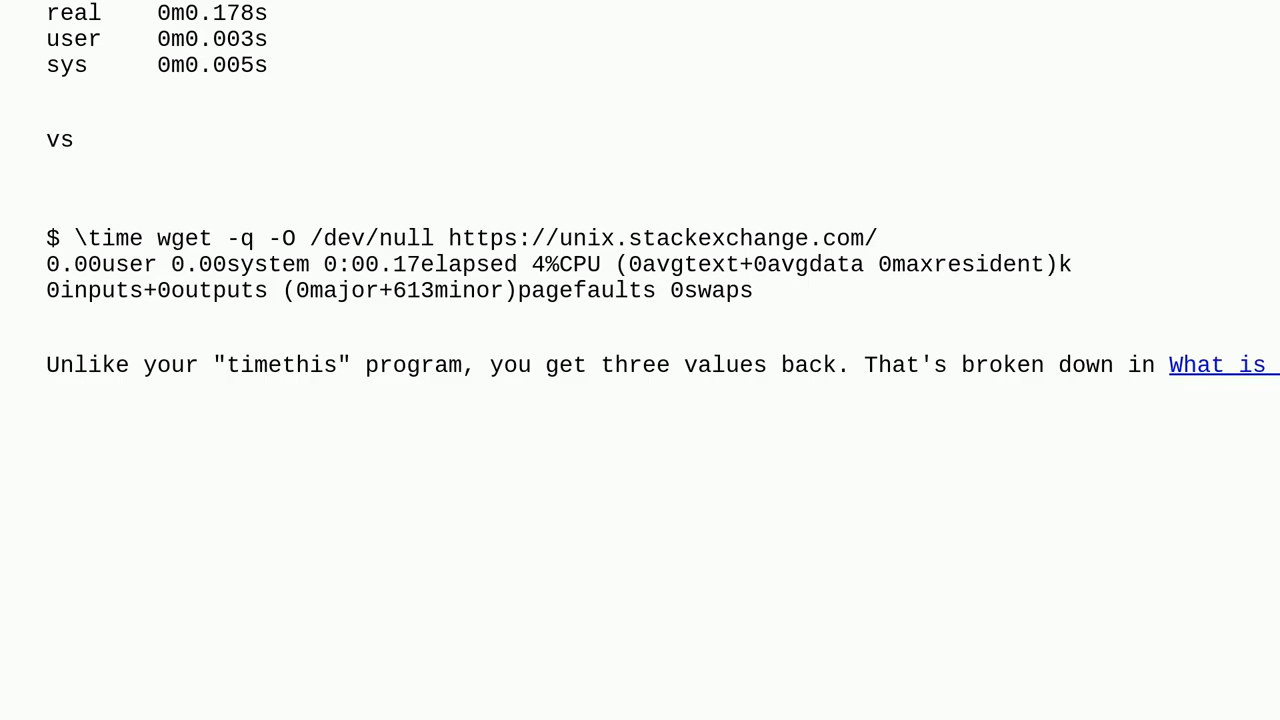 real    0m0.178s
user    0m0.003s
sys     0m0.005s
vs
$ \time wget -q -O /dev/null https://unix.stackexchange.com/
0.00user 0.00system 0:00.17elapsed 4%CPU (0avgtext+0avgdata 0maxresident)k
0inputs+0outputs (0major+613minor)pagefaults 0swaps
Unlike your "timethis" program, you get three values back. That's broken down in What is